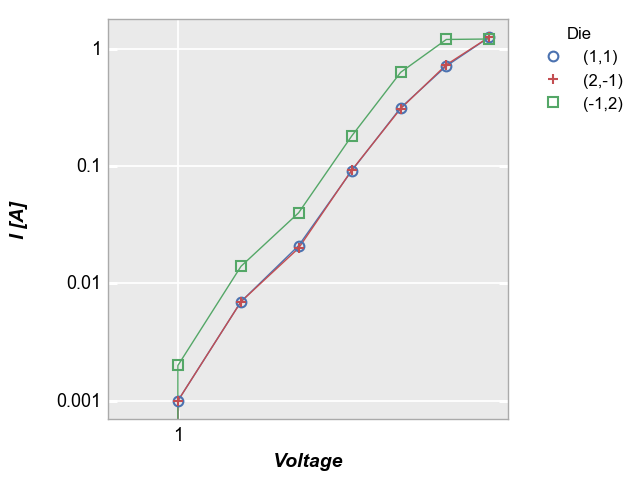 Die
(1,1)
(2,-1)
(-1,2)
1
0.1
0.01
0.001
I [A]
1
Voltage